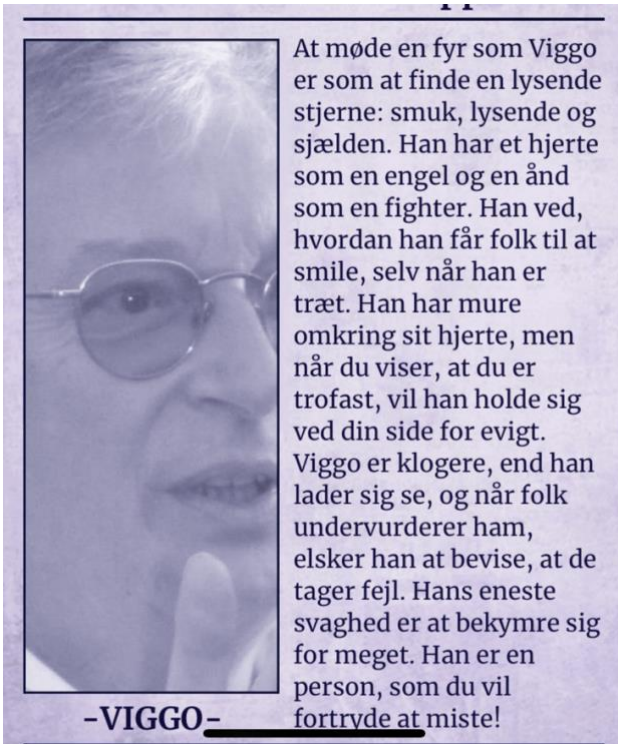 At møde en fyr som Viggo
er som at finde en lysende
stjerne: smuk, lysende og
sjælden. Han har et hjerte
som en engel og en ånd
som en fighter. Han ved,
hvordan han får folk til at
smile, selv når han er
træt. Han har mure
omkring sit hjerte, men
når du viser, at du er
trofast, vil han holde sig
ved din side for evigt.
Viggo er klogere, end han
lader sig se, og når folk
undervurderer ham,
elsker han at bevise, at de
tager fejl. Hans eneste
svaghed er at bekymre sig
for meget. Han er en
person, som du vil
fortryde at miste!
-VIGGO-